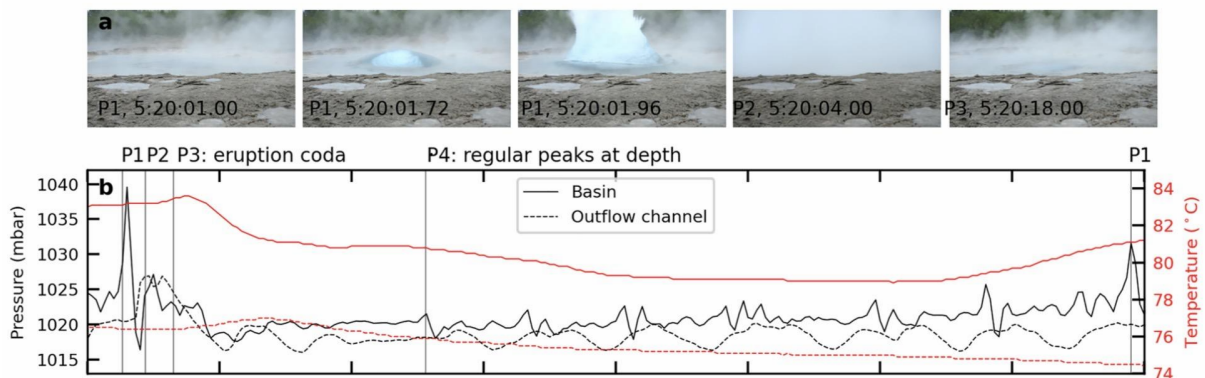 a
P1, 5:20:01.00
P1, 5:20:01.72
P1, 5:20:01.96
P2, 5:20:04.00
P3, 5:20:18.00
P1 P2 P3: eruption coda
P4: regular peaks at depth
P1
b
Basin
Outflow channel
Pressure (mbar)
1040
1035
1030
1025
1020
1015
84
82
80
78
76
74
Temperature (°C)